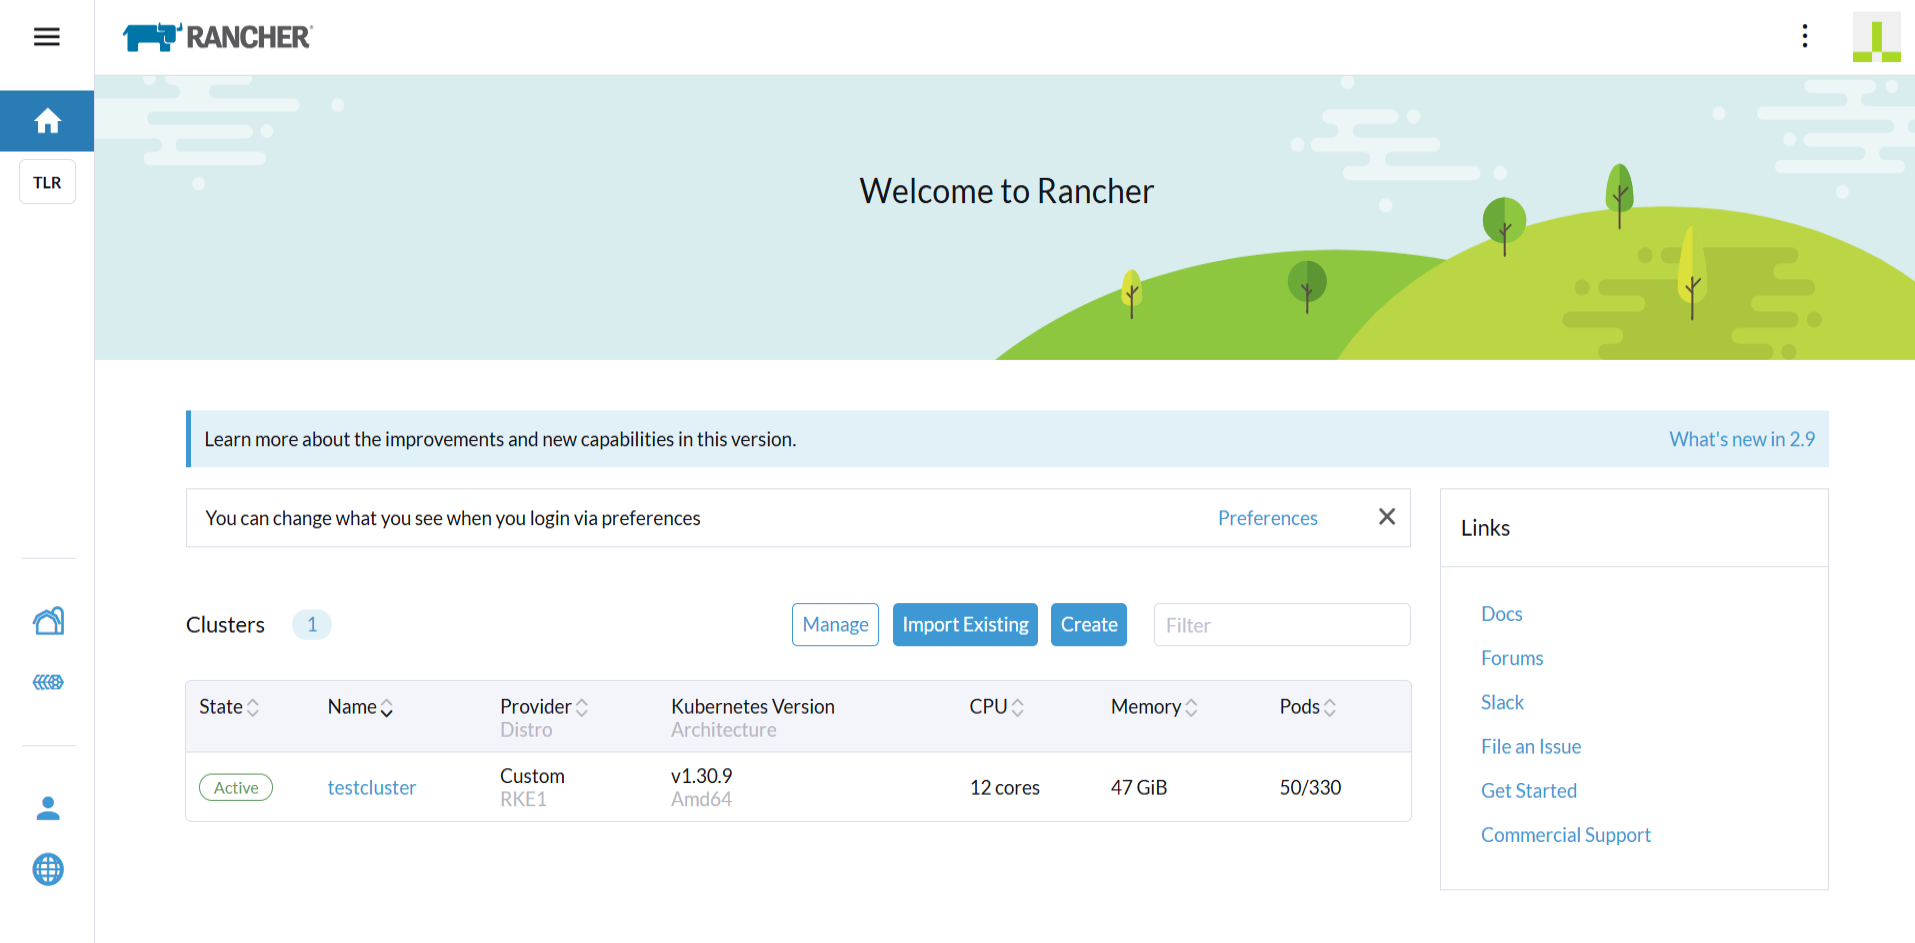 RANCHER
TLR
Welcome to Rancher
Learn more about the improvements and new capabilities in this version. What's new in 2.9
You can change what you see when you login via preferences Preferences
Links
Docs
Forums
Slack
File an Issue
Get Started
Commercial Support
Clusters 1 Manage Import Existing Create Filter
State Name Provider Kubernetes Version CPU Memory Pods
Distro Architecture
Active testcluster Custom v1.30.9 12 cores 47 GiB 50/330
RKE1 Amd64